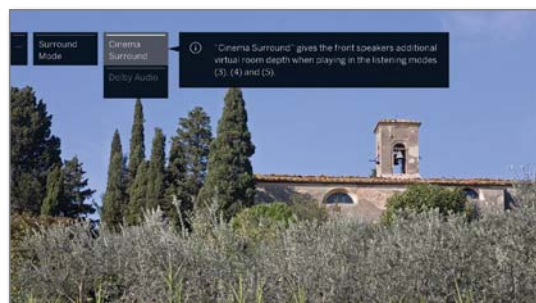 ...
Surround
Mode
Cinema
Surround
Dolby Audio
"Cinema Surround" gives the front speakers additional
virtual room depth when playing in the listening modes
(3), (4) and (5).